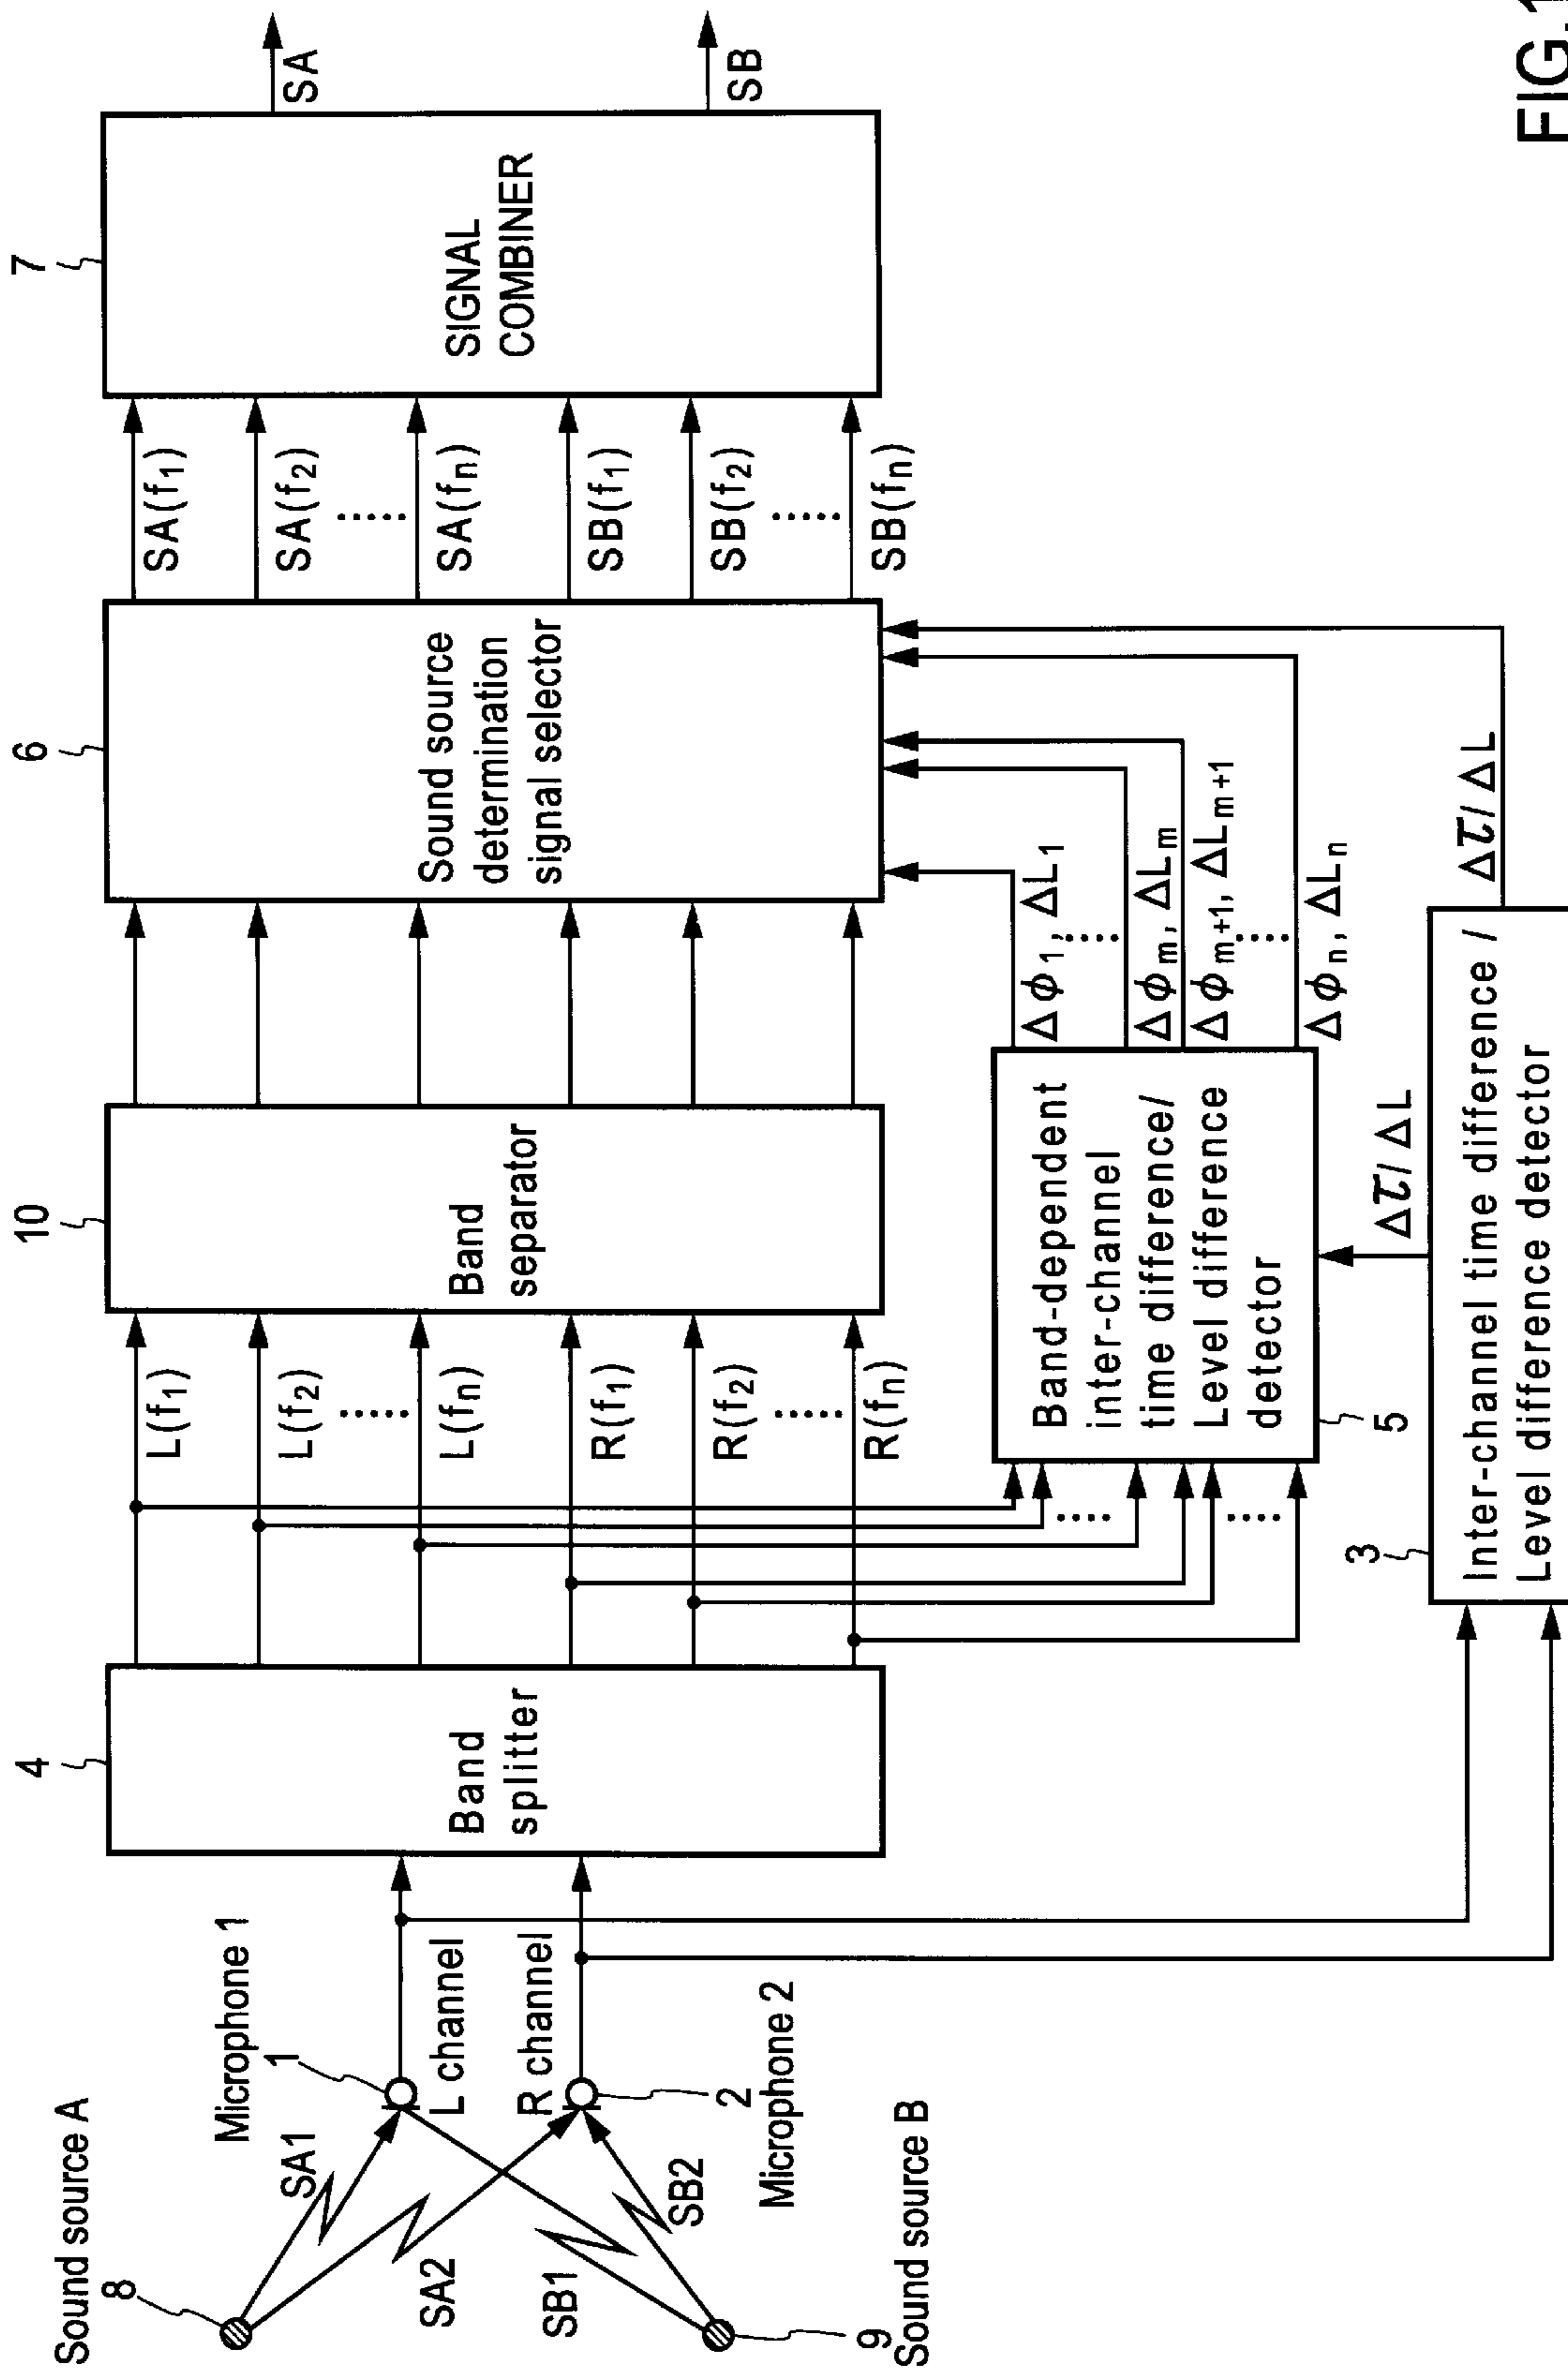 Sound source A
8
SA1
SA2
SB1
SB2
9
Sound source B
Microphone 1
1
L channel
R channel
2
Microphone 2
4
Band
splitter
L(f1)
L(f2)
.....
L(fn)
R(f1)
R(f2)
.....
R(fn)
10
Band
separator
6
Sound source
determination
signal selector
SA(f1)
SA(f2)
.....
SA(fn)
SB(f1)
SB(f2)
.....
SB(fn)
7
SIGNAL
COMBINER
SA
SB
.....
.....
Band-dependent
inter-channel
time difference/
Level difference
detector
5
Δϕ1, ΔL1
.....
Δϕm, ΔLm
Δϕm+1, ΔLm+1
.....
Δϕn, ΔLn
3
Inter-channel time difference /
Level difference detector
Δτ/ΔL
Δτ/ΔL
FIG.1